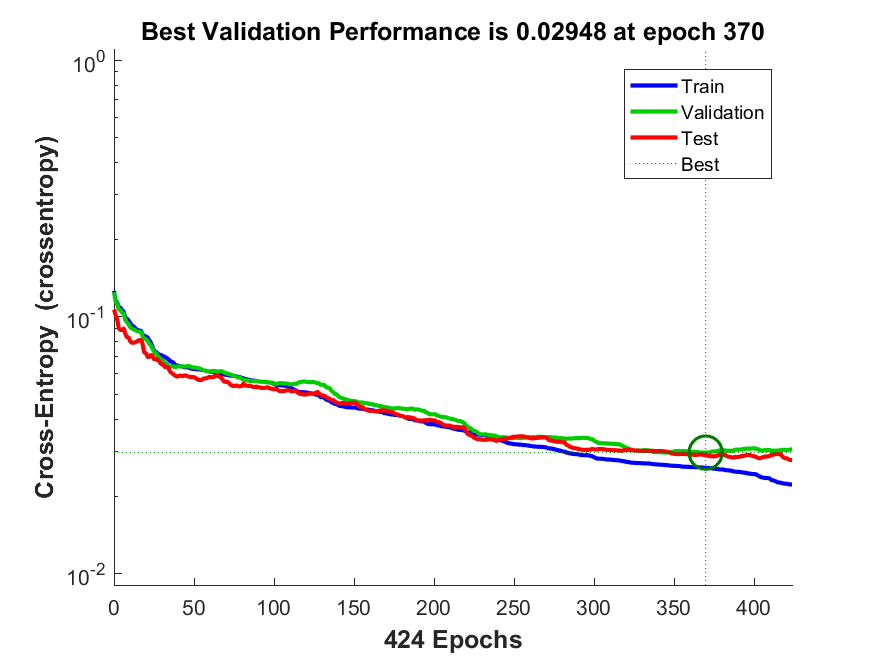 Best Validation Performance is 0.02948 at epoch 370
Cross-Entropy  (crossentropy)
10^0
10^-1
10^-2
Train
Validation
Test
Best
0 50 100 150 200 250 300 350 400
424 Epochs